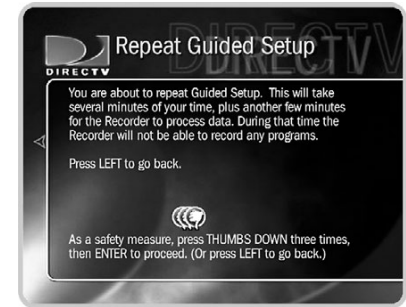 DIRECTV
Repeat Guided Setup
DIRECTV
You are about to repeat Guided Setup. This will take
several minutes of your time, plus another few minutes
for the Recorder to process data. During that time the
Recorder will not be able to record any programs.
Press LEFT to go back.
As a safety measure, press THUMBS DOWN three times,
then ENTER to proceed. (Or press LEFT to go back.)